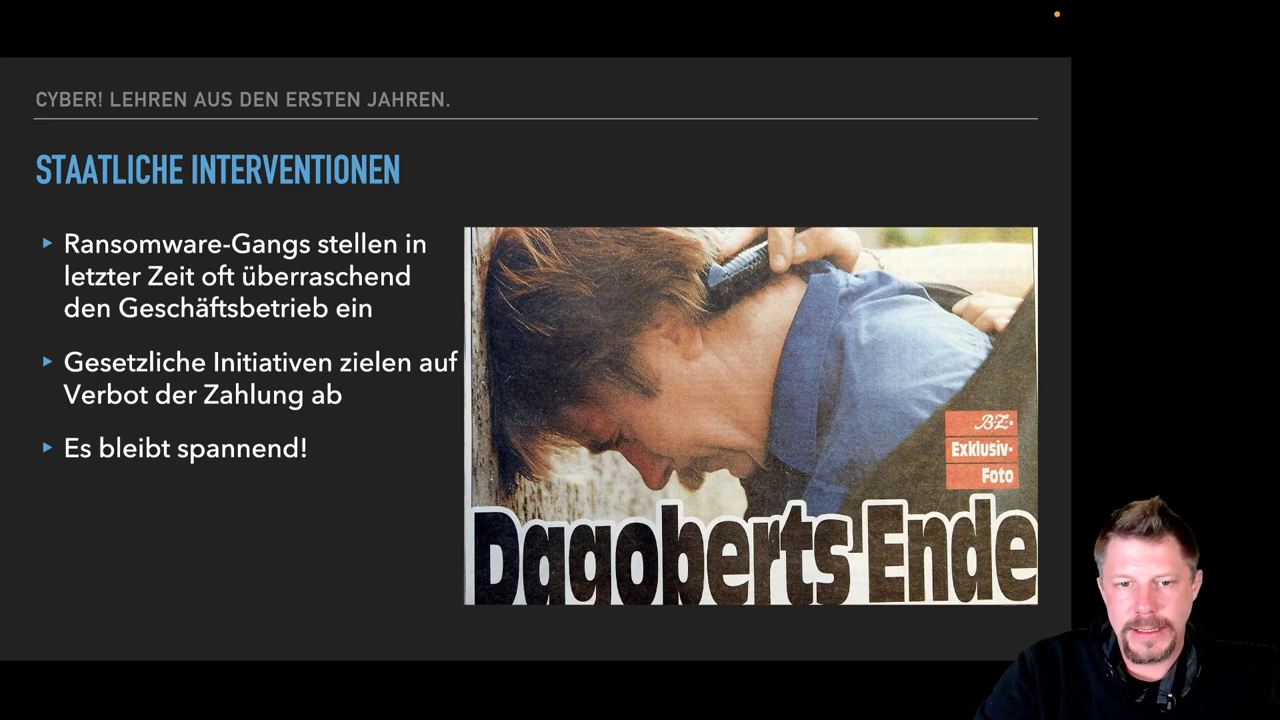 CYBER! LEHREN AUS DEN ERSTEN JAHREN.
STAATLICHE INTERVENTIONEN
Ransomware-Gangs stellen in
letzter Zeit oft überraschend
den Geschäftsbetrieb ein
Gesetzliche Initiativen zielen auf
Verbot der Zahlung ab
Es bleibt spannend!
B.Z.-
Exklusiv-
Foto
Dagoberts Ende